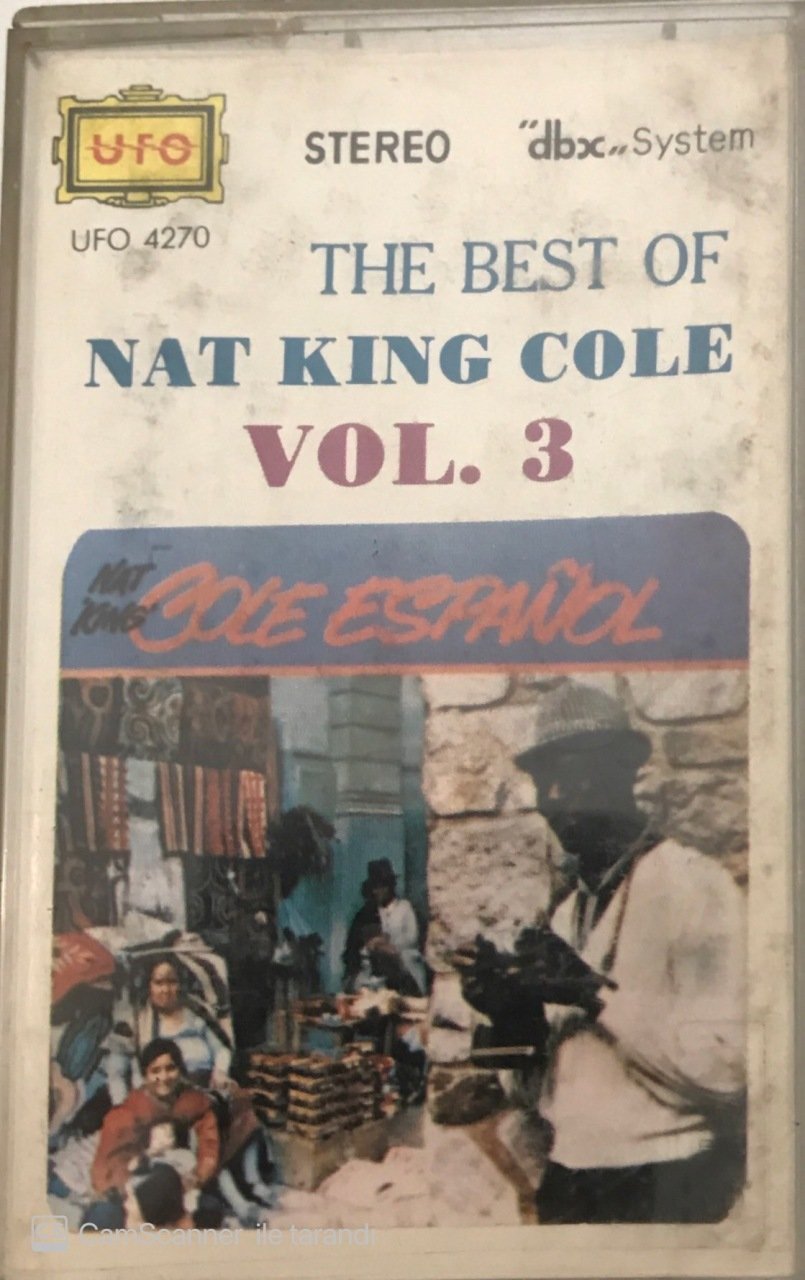 UFO
STEREO "dbx„ System
UFO 4270
THE BEST OF
NAT KING COLE
VOL. 3
NAT KING COLE ESPAÑOL
CamScanner ile tarandı